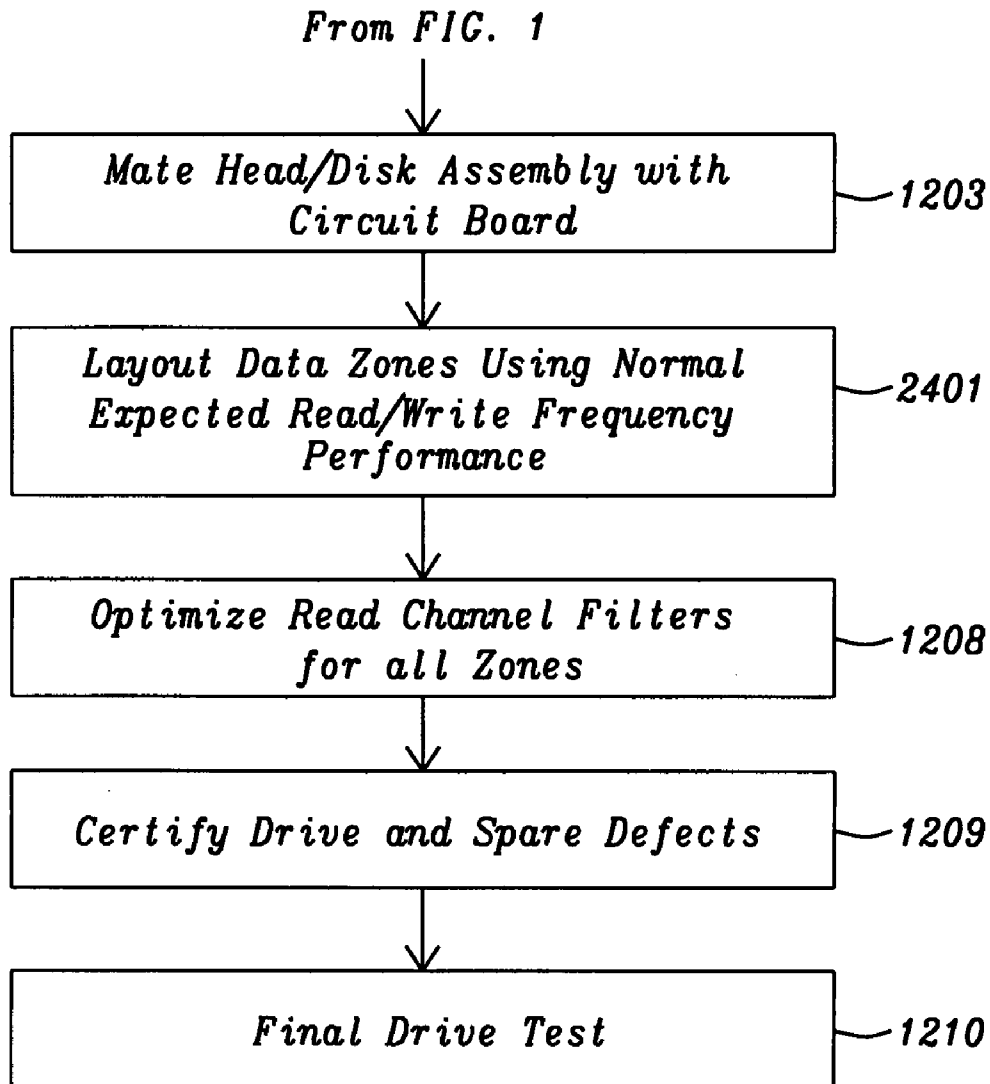 From FIG. 1
Mate Head/Disk Assembly with
Circuit Board
1203
Layout Data Zones Using Normal
Expected Read/Write Frequency
Performance
2401
Optimize Read Channel Filters
for all Zones
1208
Certify Drive and Spare Defects
1209
Final Drive Test
1210